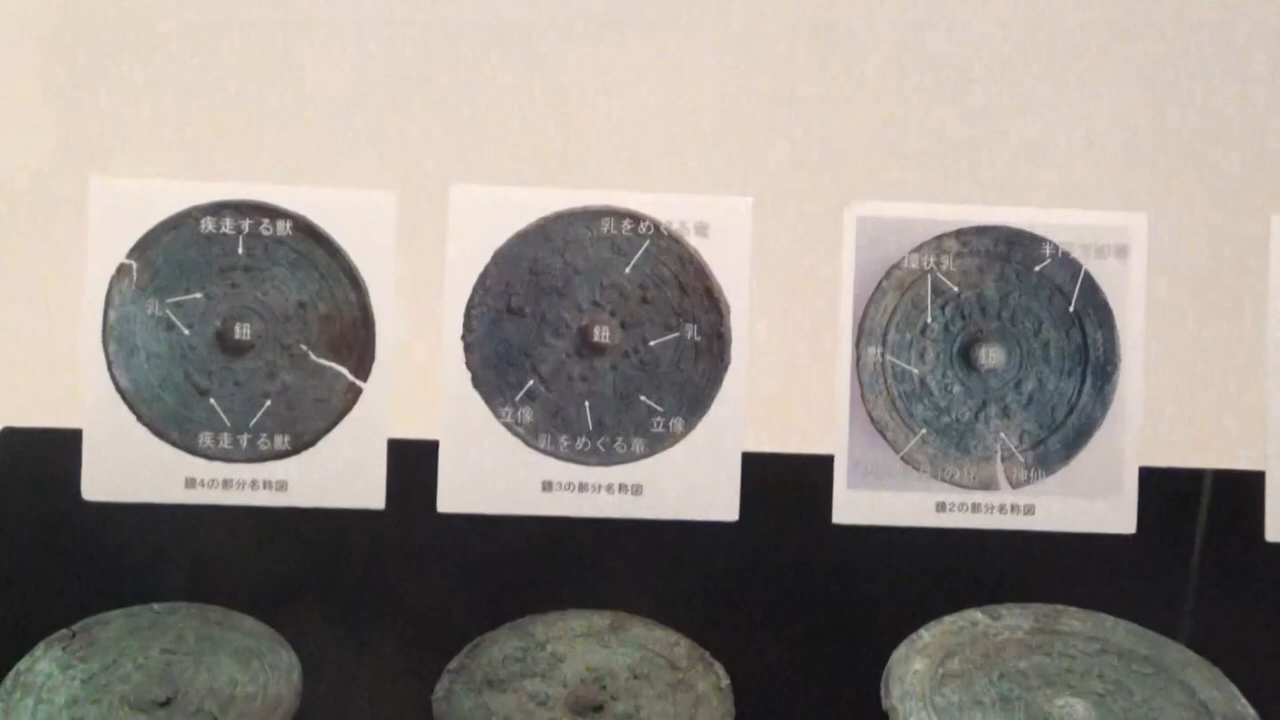 疾走する獣
乳
鈕
疾走する獣
鏡4の部分名称図
乳をめぐる竜
鈕
乳
立像
立像
乳をめぐる竜
鏡3の部分名称図
環状乳
鈕
獣
神仙
鏡2の部分名称図